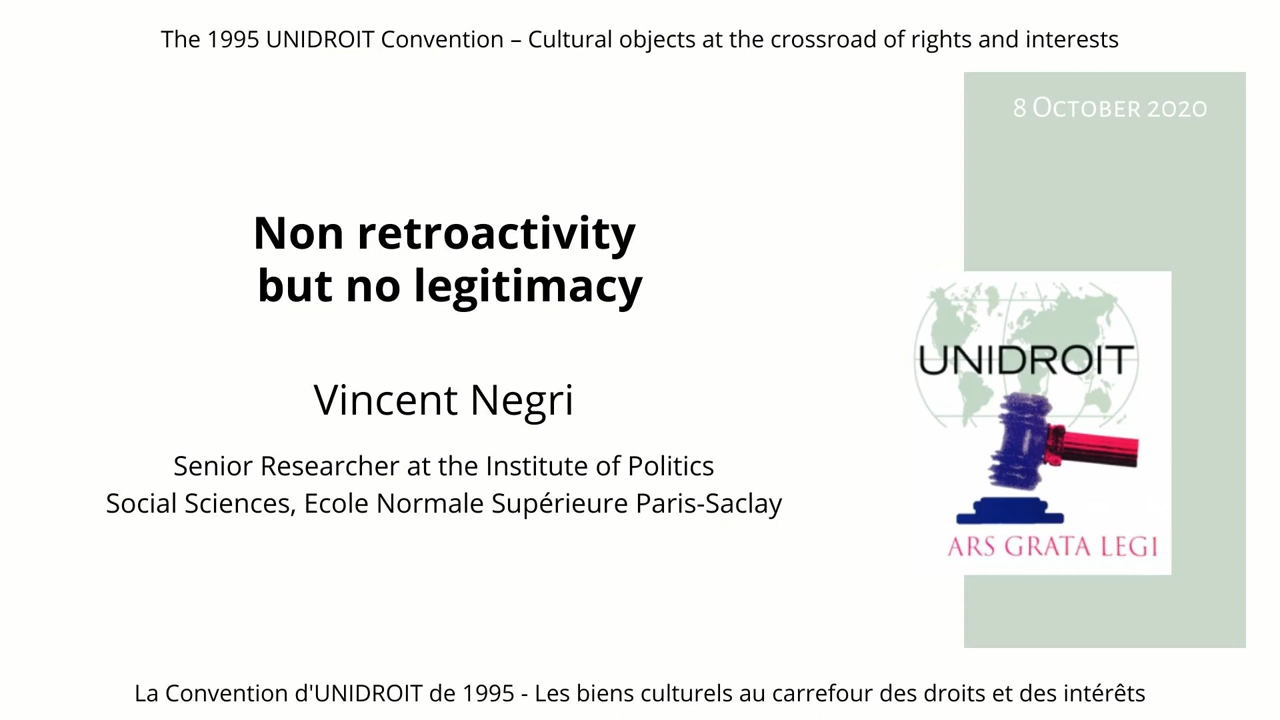 The 1995 UNIDROIT Convention – Cultural objects at the crossroad of rights and interests
8 October 2020
Non retroactivity
but no legitimacy
Vincent Negri
Senior Researcher at the Institute of Politics
Social Sciences, Ecole Normale Supérieure Paris-Saclay
UNIDROIT
ARS GRATA LEGI
La Convention d'UNIDROIT de 1995 - Les biens culturels au carrefour des droits et des intérêts